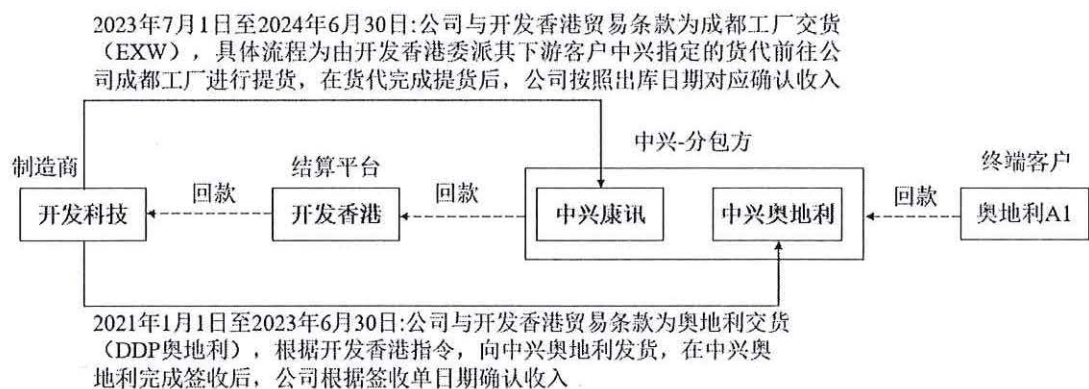 2023年7月1日至2024年6月30日:公司与开发香港贸易条款为成都工厂交货
（EXW），具体流程为由开发香港委派其下游客户中兴指定的货代前往公
司成都工厂进行提货，在货代完成提货后，公司按照出库日期对应确认收入
中兴-分包方
制造商
结算平台
终端客户
回款
回款
回款
开发科技
开发香港
中兴康讯
中兴奥地利
奥地利A1
2021年1月1日至2023年6月30日:公司与开发香港贸易条款为奥地利交货
（DDP奥地利），根据开发香港指令，向中兴奥地利发货，在中兴奥
地利完成签收后，公司根据签收单日期确认收入